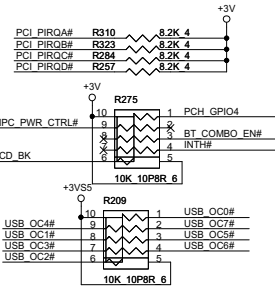 +3V
PCI_PIRQA# R310 8.2K_4
PCI_PIRQB# R323 8.2K_4
PCI_PIRQC# R284 8.2K_4
PCI_PIRQD# R257 8.2K_4
+3V
R275
10 1 PCH_GPIO4
HPC_PWR_CTRL# 9 2
8 3 BT_COMBO_EN#
7 4 INTH#
CD_BK 6 5
10K_10P8R_6
+3VS5
R209
10 1 USB_OC0#
USB_OC4# 9 2 USB_OC7#
USB_OC1# 8 3 USB_OC5#
USB_OC3# 7 4 USB_OC6#
USB_OC2# 6 5
10K_10P8R_6